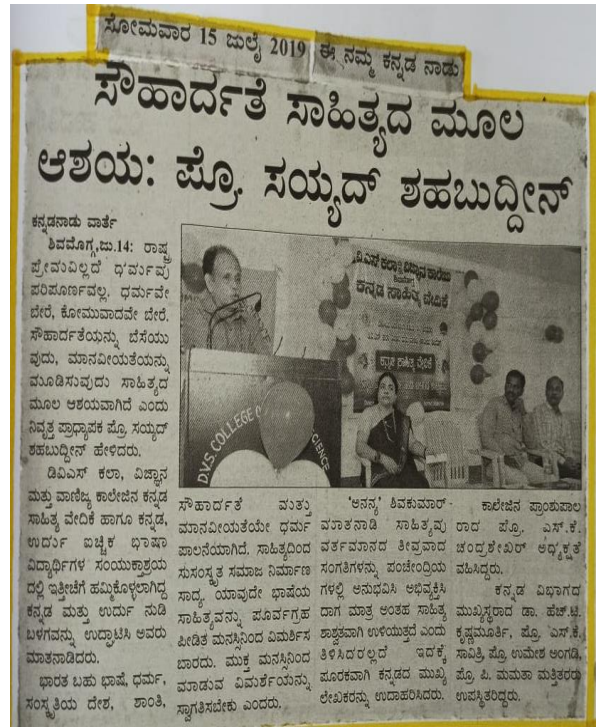 ಸೋಮವಾರ 15 ಜುಲೈ 2019 ಈ ನಮ್ಮ ಕನ್ನಡ ನಾಡು
ಸೌಹಾರ್ದತೆ ಸಾಹಿತ್ಯದ ಮೂಲ
ಆಶಯ: ಪ್ರೊ. ಸಯ್ಯದ್ ಶಹಬುದ್ದೀನ್
ಕನ್ನಡನಾಡು ವಾರ್ತೆ
ಶಿವಮೊಗ್ಗ,ಜು.14: ರಾಷ್ಟ್ರ
ಪ್ರೇಮವಿಲ್ಲದೆ ಧರ್ಮವು
ಪರಿಪೂರ್ಣವಲ್ಲ. ಧರ್ಮವೇ
ಬೇರೆ, ಕೋಮುವಾದವೇ ಬೇರೆ.
ಸೌಹಾರ್ದತೆಯನ್ನು ಬೆಸೆಯು
ವುದು, ಮಾನವೀಯತೆಯನ್ನು
ಮೂಡಿಸುವುದು ಸಾಹಿತ್ಯದ
ಮೂಲ ಆಶಯವಾಗಿದೆ ಎಂದು
ನಿವೃತ್ತ ಪ್ರಾಧ್ಯಾಪಕ ಪ್ರೊ ಸಯ್ಯದ್
ಶಹಬುದ್ದೀನ್ ಹೇಳಿದರು.
ಡಿವಿಎಸ್ ಕಲಾ, ವಿಜ್ಞಾನ
ಮತ್ತು ವಾಣಿಜ್ಯ ಕಾಲೇಜಿನ ಕನ್ನಡ
ಸಾಹಿತ್ಯ ವೇದಿಕೆ ಹಾಗೂ ಕನ್ನಡ,
ಉರ್ದು ಐಚ್ಛಿಕ ಭಾಷಾ
ವಿದ್ಯಾರ್ಥಿಗಳ ಸಂಯುಕ್ತಾಶ್ರಯ
ದಲ್ಲಿ ಇತ್ತೀಚೆಗೆ ಹಮ್ಮಿಕೊಳ್ಳಲಾಗಿದ್ದ
ಕನ್ನಡ ಮತ್ತು ಉರ್ದು ನುಡಿ
ಬಳಗವನ್ನು ಉದ್ಘಾಟಿಸಿ ಅವರು
ಮಾತನಾಡಿದರು.
ಭಾರತ ಬಹು ಭಾಷೆ, ಧರ್ಮ,
ಸಂಸ್ಕೃತಿಯ ದೇಶ, ಶಾಂತಿ,
ವಿ.ಎಸ್ ಕಲಾ & ವಿಜ್ಞಾನ ಕಾಲೇಜು
ಶಿವಮೊಗ್ಗ
ಕನ್ನಡ ಸಾಹಿತ್ಯ ವೇದಿಕೆ
ಕನ್ನಡ ಸಾಹಿತ್ಯ ವೇದಿಕೆ
D.V.S COLLEGE O SCIENCE
ಸೌಹಾರ್ದತೆ ಮತ್ತು
ಮಾನವೀಯತೆಯೇ ಧರ್ಮ
ಪಾಲನೆಯಾಗಿದೆ. ಸಾಹಿತ್ಯದಿಂದ
ಸುಸಂಸ್ಕೃತ ಸಮಾಜ ನಿರ್ಮಾಣ
ಸಾಧ್ಯ. ಯಾವುದೇ ಭಾಷೆಯ
ಸಾಹಿತ್ಯವನ್ನು ಪೂರ್ವಗ್ರಹ
ಪೀಡಿತ ಮನಸ್ಸಿನಿಂದ ವಿಮರ್ಶಿಸ
ಬಾರದು. ಮುಕ್ತ ಮನಸ್ಸಿನಿಂದ
ಮಾಡುವ ವಿಮರ್ಶೆಯನ್ನು
ಸ್ವಾಗತಿಸಬೇಕು ಎಂದರು.
'ಅನನ್ಯ' ಶಿವಕುಮಾರ್
ಮಾತನಾಡಿ ಸಾಹಿತ್ಯವು
ವರ್ತಮಾನದ ತೀವ್ರವಾದ
ಸಂಗತಿಗಳನ್ನು ಪಂಚೇಂದ್ರಿಯ
ಗಳಲ್ಲಿ ಅನುಭವಿಸಿ ಅಭಿವ್ಯಕ್ತಿಸಿ
ದಾಗ ಮಾತ್ರ ಅಂತಹ ಸಾಹಿತ್ಯ
ಶಾಶ್ವತವಾಗಿ ಉಳಿಯುತ್ತದೆ ಎಂದು
ತಿಳಿಸಿದರಲ್ಲದೆ ಇದಕ್ಕೆ
ಪೂರಕವಾಗಿ ಕನ್ನಡದ ಮುಖ್ಯ
ಲೇಖಕರನ್ನು ಉದಾಹರಿಸಿದರು.
ಕಾಲೇಜಿನ ಪ್ರಾಂಶುಪಾಲ
ರಾದ ಪ್ರೊ. ಎಸ್.ಕೆ.
ಚಂದ್ರಶೇಖರ್ ಅಧ್ಯಕ್ಷತೆ
ವಹಿಸಿದ್ದರು.
ಕನ್ನಡ ವಿಭಾಗದ
ಮುಖ್ಯಸ್ಥರಾದ ಡಾ. ಹೆಚ್.ಟಿ.
ಕೃಷ್ಣಮೂರ್ತಿ, ಪ್ರೊ ಎಸ್.ಕೆ.
ಸಾವಿತ್ರಿ, ಪ್ರೊ ಉಮೇಶ ಅಂಗಡಿ,
ಪ್ರೊ ಪಿ. ಮಮತಾ ಮತ್ತಿತರರು
ಉಪಸ್ಥಿತರಿದ್ದರು.